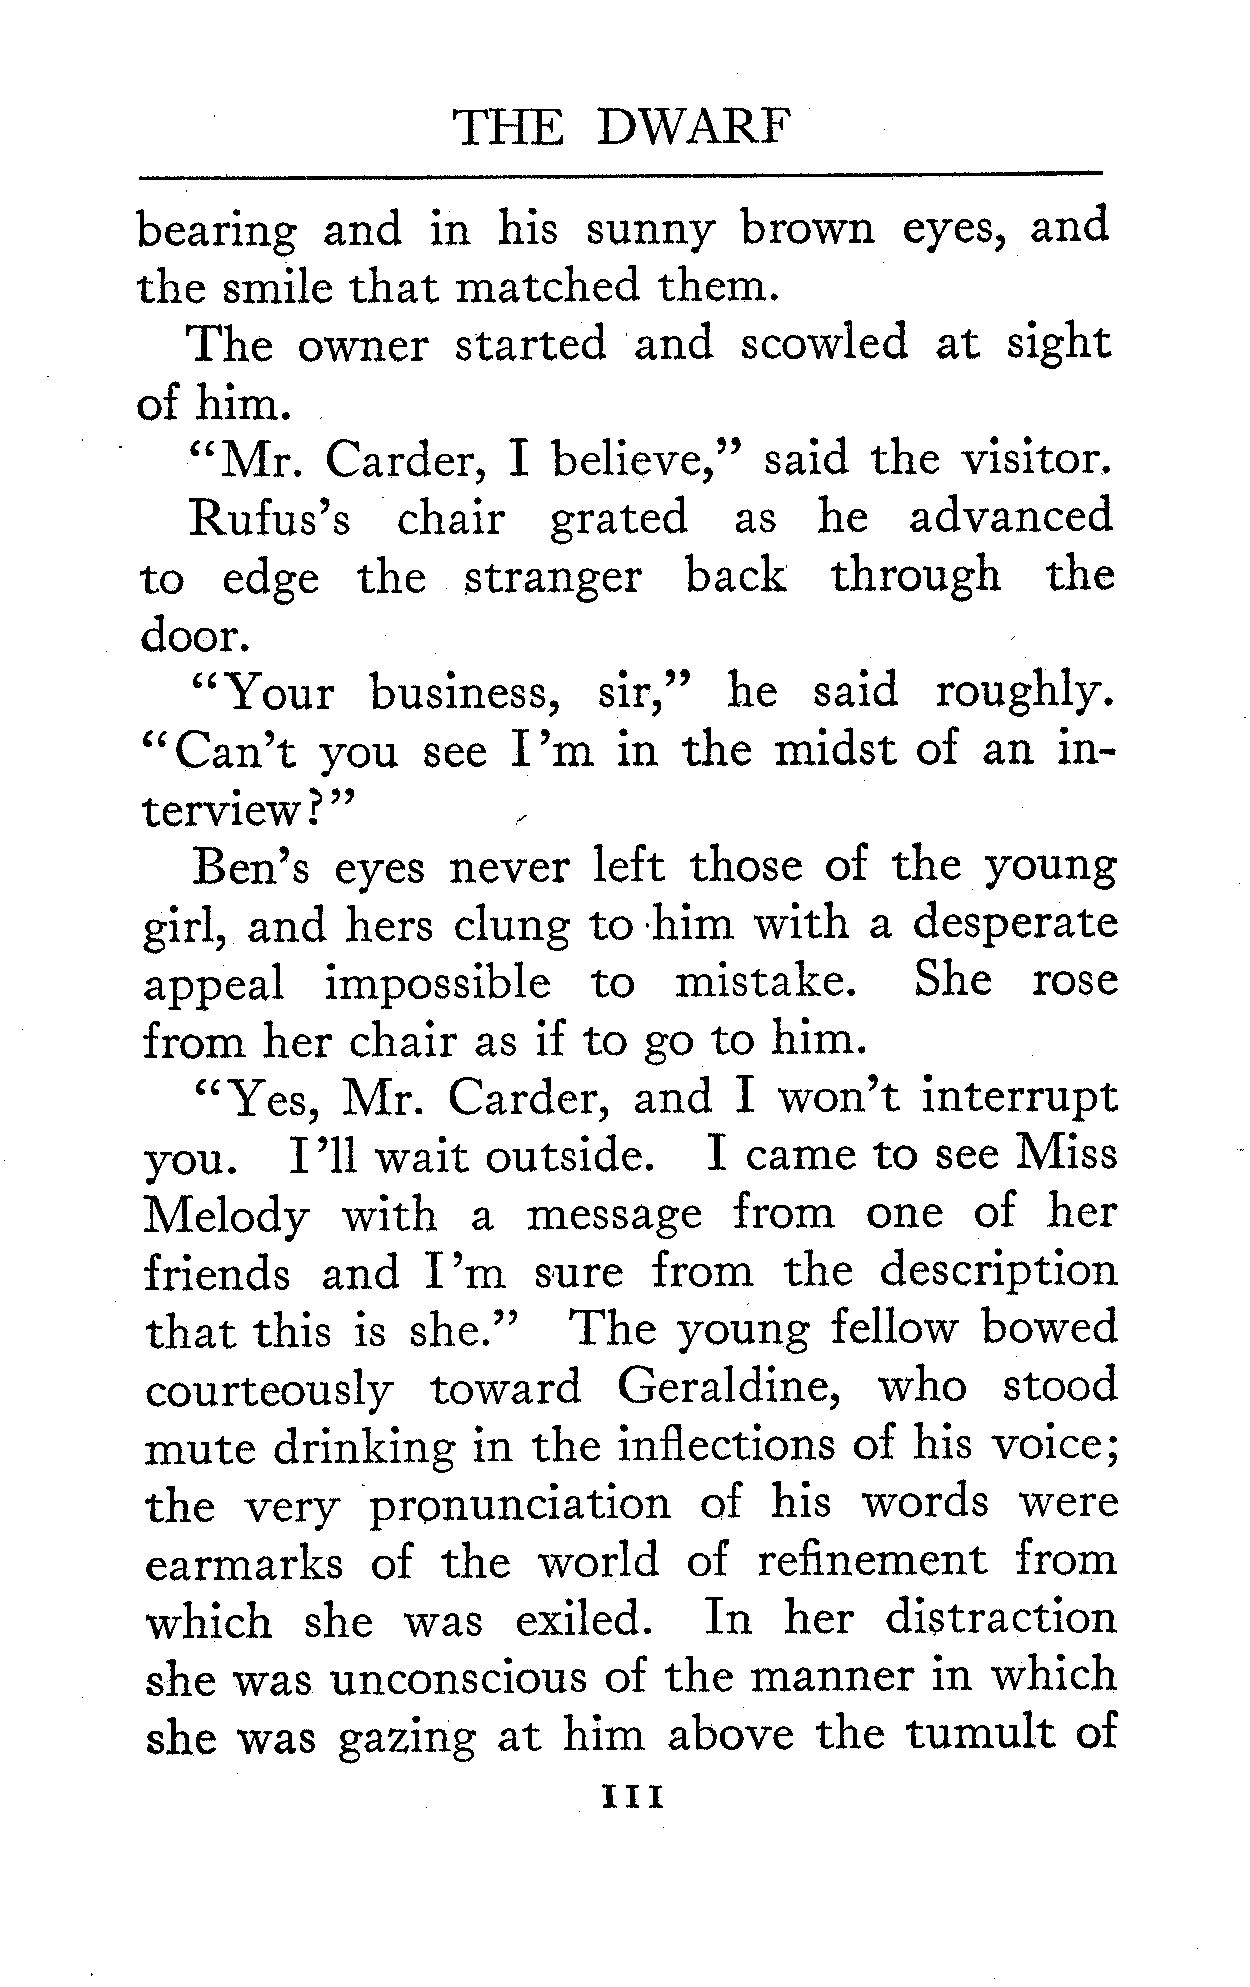 THE DWARF
bearing and in his sunny brown eyes, and
the smile that matched them.
The owner started and scowled at sight
of him.
“Mr. Carder, I believe,” said the visitor.
Rufus’s chair grated as he advanced
to edge the stranger back through the
door.
“Your business, sir,” he said roughly.
“Can’t you see I’m in the midst of an in-
terview?”
Ben’s eyes never left those of the young
girl, and hers clung to him with a desperate
appeal impossible to mistake. She rose
from her chair as if to go to him.
“Yes, Mr. Carder, and I won’t interrupt
you. I’ll wait outside. I came to see Miss
Melody with a message from one of her
friends and I’m sure from the description
that this is she.” The young fellow bowed
courteously toward Geraldine, who stood
mute drinking in the inflections of his voice;
the very pronunciation of his words were
earmarks of the world of refinement from
which she was exiled. In her distraction
she was unconscious of the manner in which
she was gazing at him above the tumult of
111